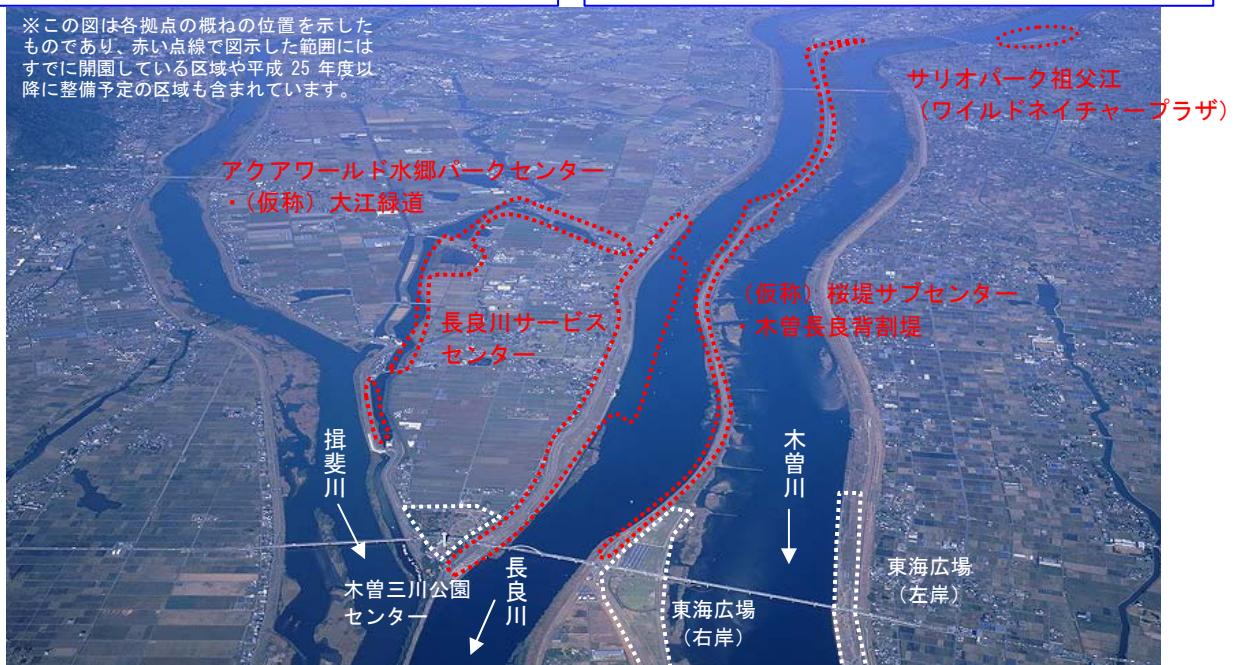 ※この図は各拠点の概ねの位置を示した
ものであり、赤い点線で図示した範囲には
すでに開園している区域や平成 25 年度以
降に整備予定の区域も含まれています。
サリオパーク祖父江
(ワイルドネイチャープラザ)
アクアワールド水郷パークセンター
・(仮称)大江緑道
(仮称)桜堤サブセンター
・木曽長良背割堤
長良川サービス
センター
揖斐川
木曽川
木曽三川公園
センター
長良川
東海広場
(右岸)
東海広場
(左岸)